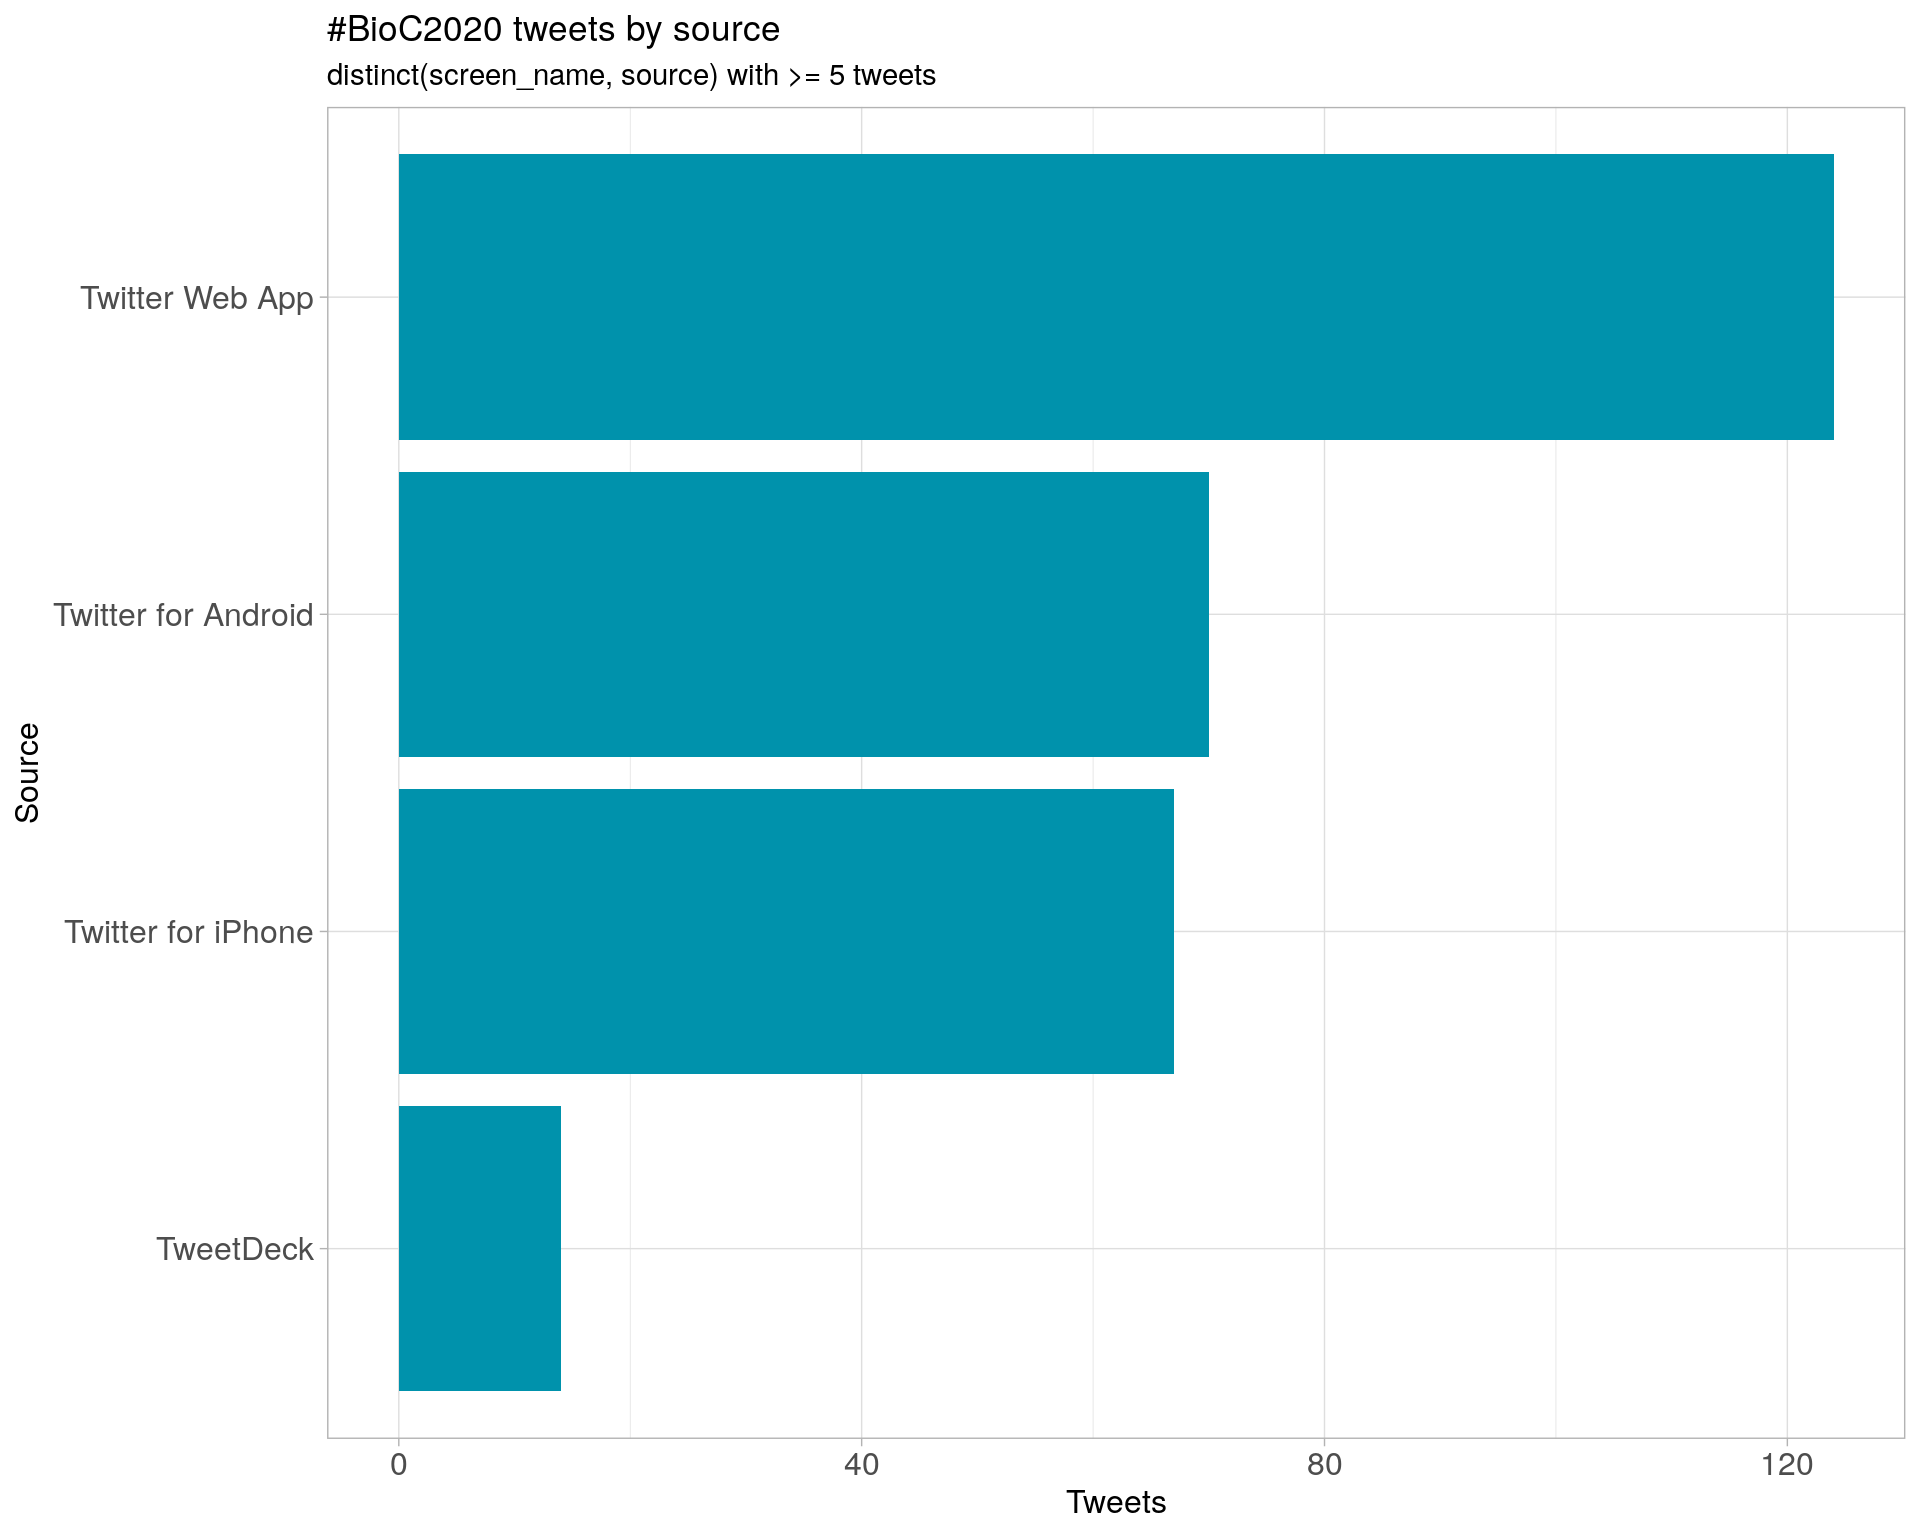 #BioC2020 tweets by source
distinct(screen_name, source) with >= 5 tweets
Source
Twitter Web App
Twitter for Android
Twitter for iPhone
TweetDeck
0 40 80 120
Tweets